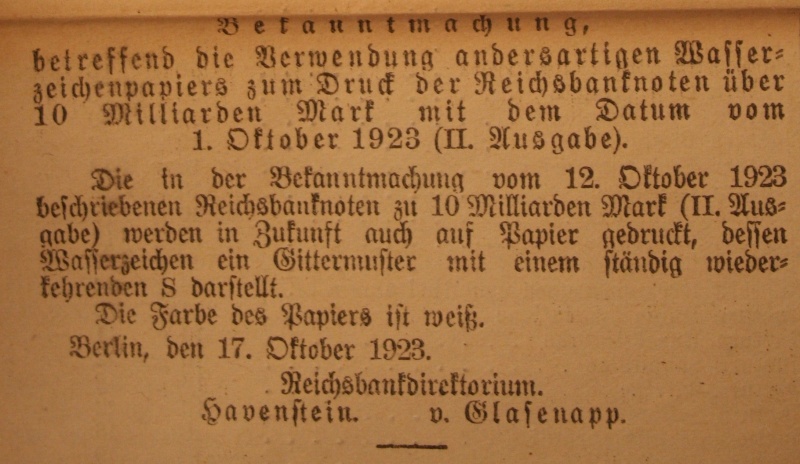 Bekanntmachung,
betreffend die Verwendung andersartigen Wasser-
zeichenpapiers zum Druck der Reichsbanknoten über
10 Milliarden Mark mit dem Datum vom
1. Oktober 1923 (II. Ausgabe).
Die in der Bekanntmachung vom 12. Oktober 1923
beschriebenen Reichsbanknoten zu 10 Milliarden Mark (II. Aus-
gabe) werden in Zukunft auch auf Papier gedruckt, dessen
Wasserzeichen ein Gittermuster mit einem ständig wieder-
kehrenden S darstellt.
Die Farbe des Papiers ist weiß.
Berlin, den 17. Oktober 1923.
Reichsbankdirektorium.
Havenstein. v. Glasenapp.